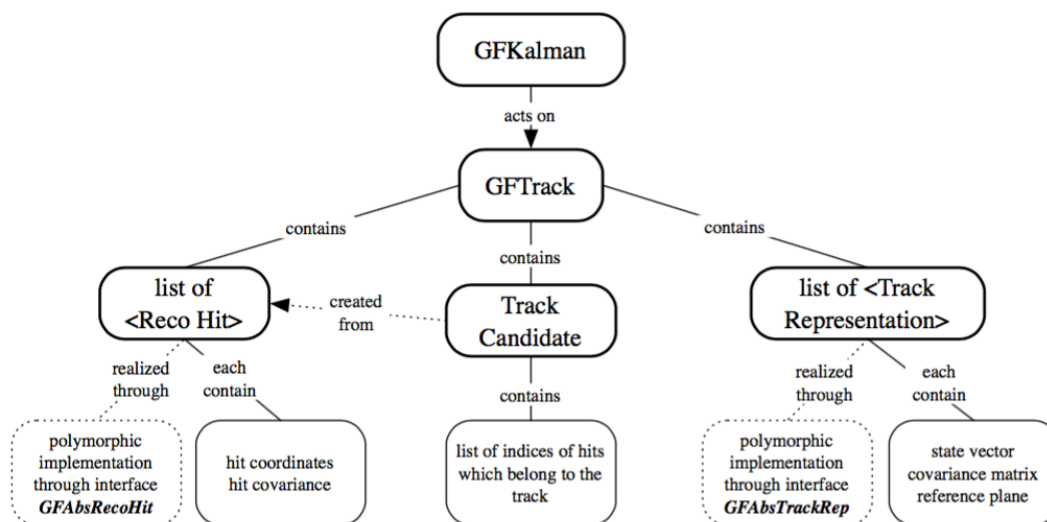 GFKalman
acts on
GFTrack
contains
contains
contains
list of
<Reco Hit>
created
from
Track
Candidate
list of <Track
Representation>
realized
through
each
contain
contains
realized
through
each
contain
polymorphic
implementation
through interface
GFAbsRecoHit
hit coordinates
hit covariance
list of indices of hits
which belong to the
track
polymorphic
implementation
through interface
GFAbsTrackRep
state vector
covariance matrix
reference plane